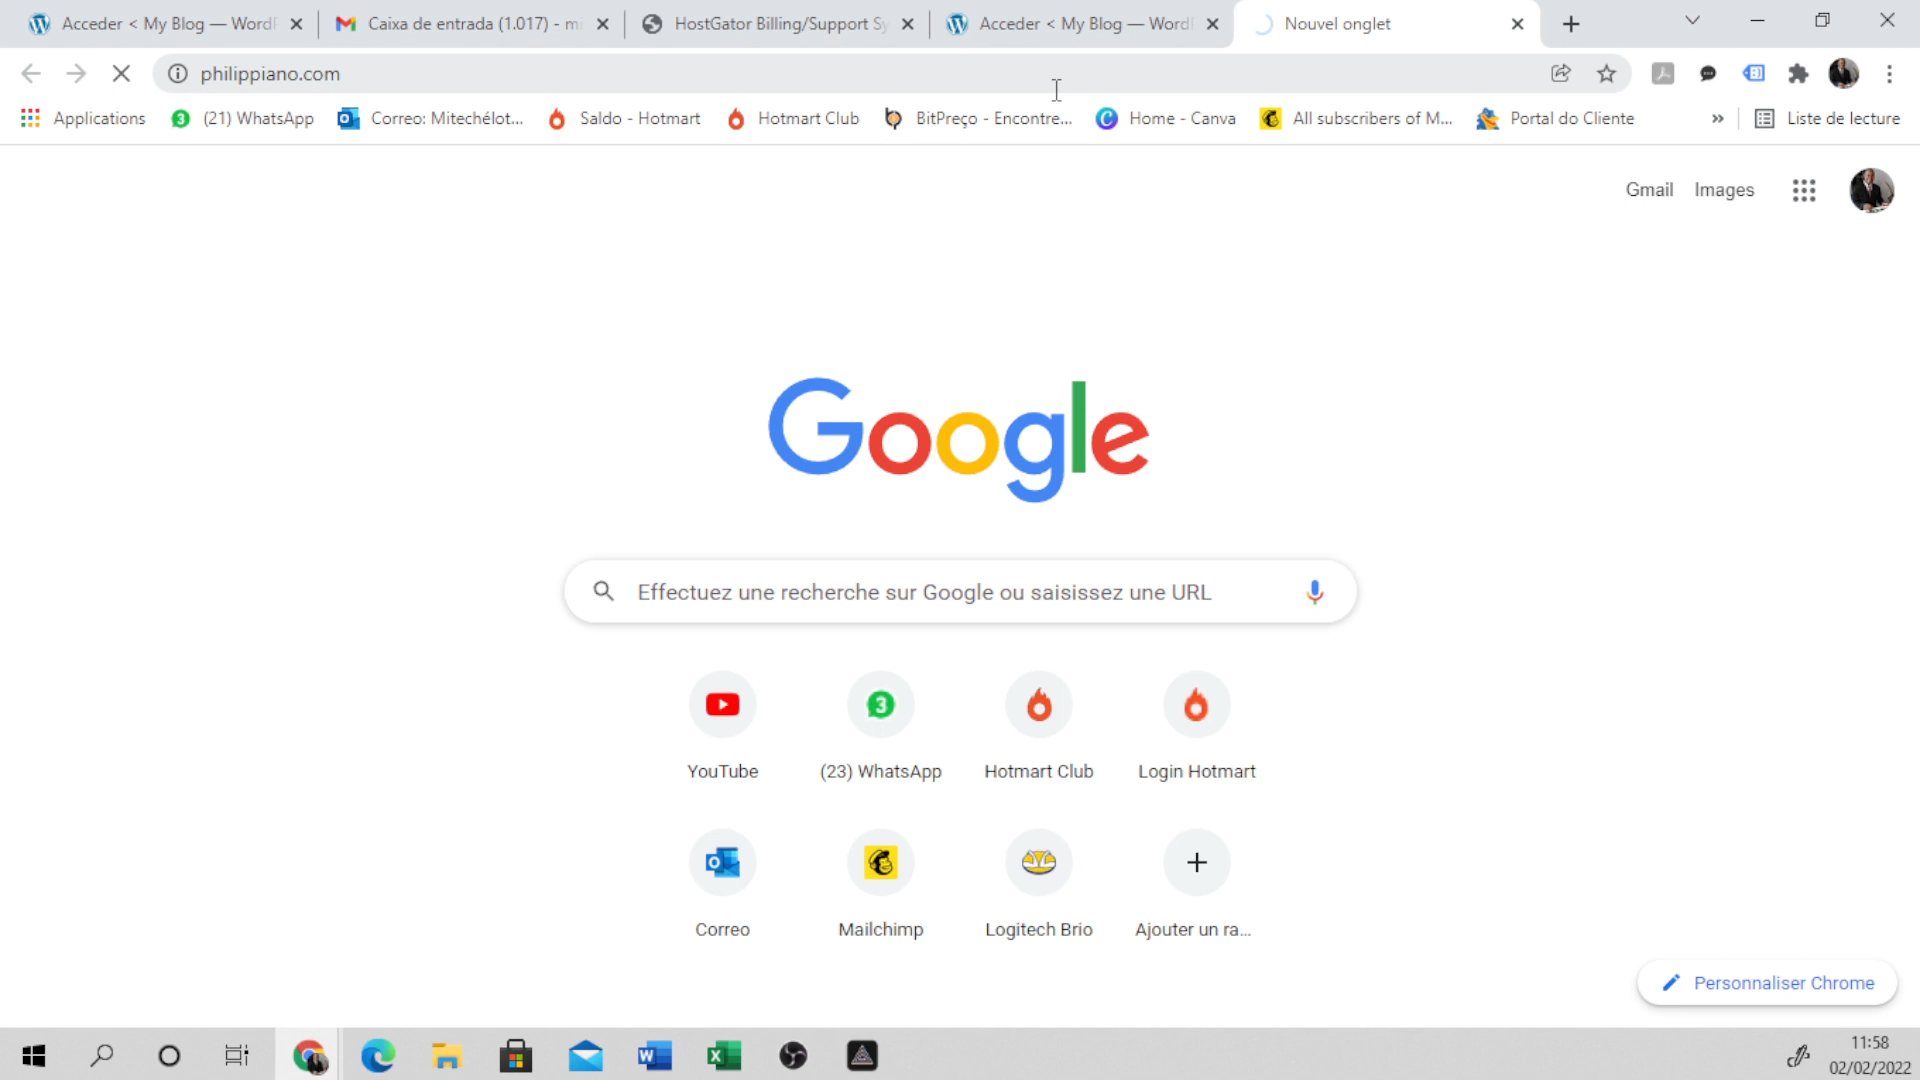 Acceder < My Blog — WordP
Caixa de entrada (1.017) - mi
HostGator Billing/Support Sy
Acceder < My Blog — WordP
Nouvel onglet
philippiano.com
Applications
(21) WhatsApp
Correo: Mitechélot...
Saldo - Hotmart
Hotmart Club
BitPreço - Encontre...
Home - Canva
All subscribers of M...
Portal do Cliente
»
Liste de lecture
Gmail
Images
Google
Effectuez une recherche sur Google ou saisissez une URL
YouTube
(23) WhatsApp
Hotmart Club
Login Hotmart
Correo
Mailchimp
Logitech Brio
Ajouter un ra...
Personnaliser Chrome
11:58
02/02/2022